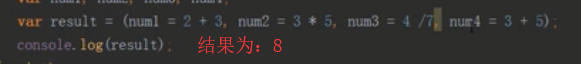 var result = (num1 = 2 + 3, num2 = 3 * 5, num3 = 4 /7, num4 = 3 + 5);
console.log(result); 结果为：8